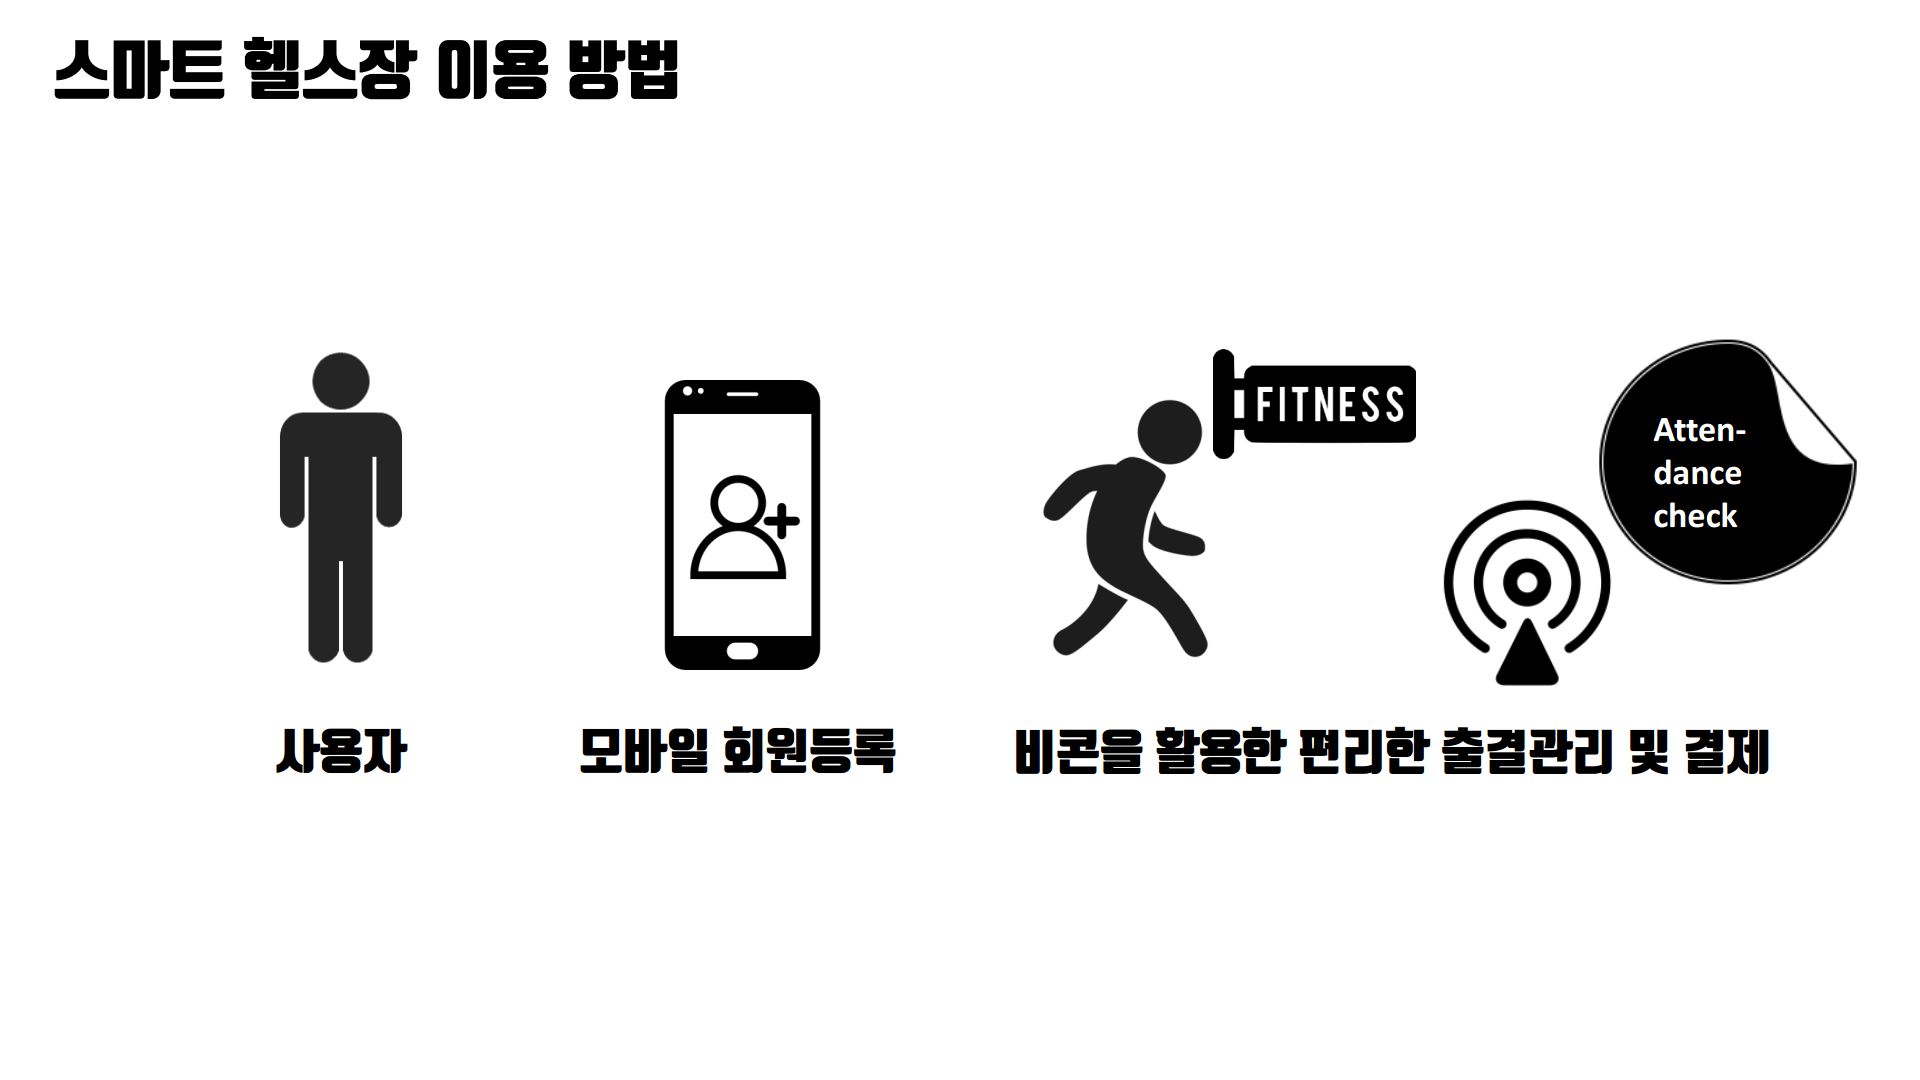 스마트 헬스장 이용 방법
FITNESS
Atten-
dance
check
사용자
모바일 회원등록
비콘을 활용한 편리한 출결관리 및 결제